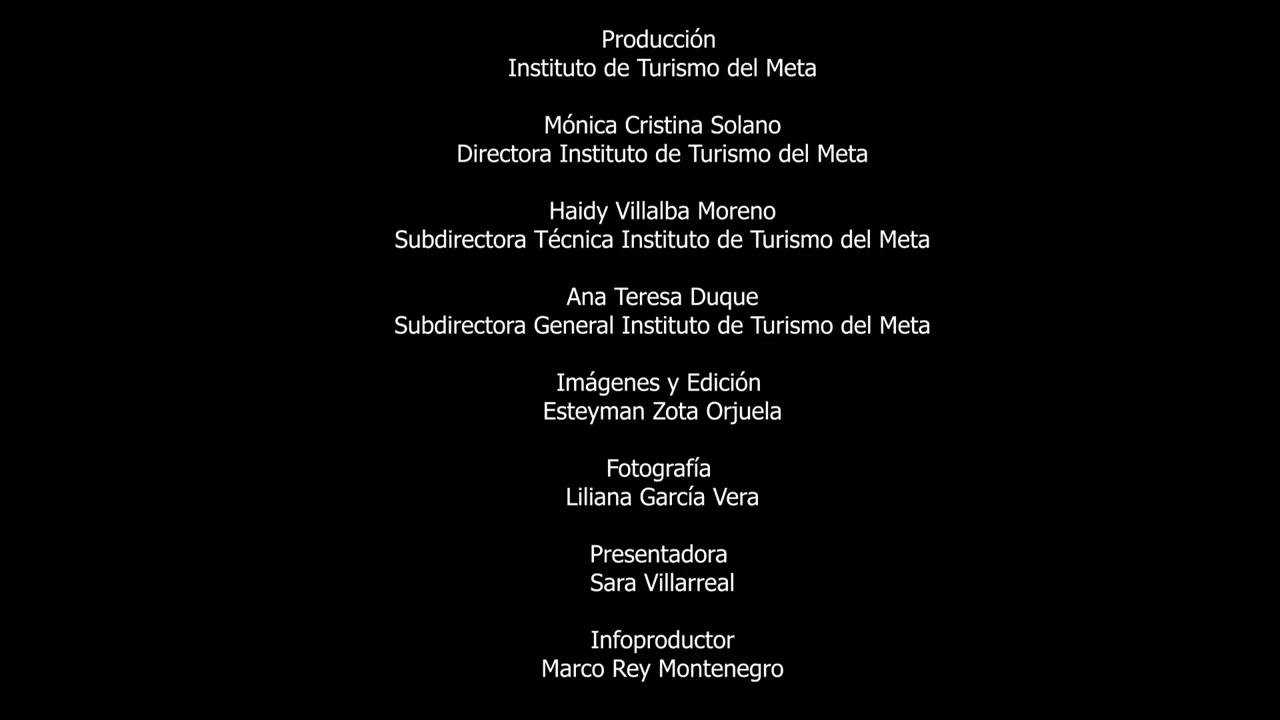 Producción
Instituto de Turismo del Meta
Mónica Cristina Solano
Directora Instituto de Turismo del Meta
Haidy Villalba Moreno
Subdirectora Técnica Instituto de Turismo del Meta
Ana Teresa Duque
Subdirectora General Instituto de Turismo del Meta
Imágenes y Edición
Esteyman Zota Orjuela
Fotografía
Liliana García Vera
Presentadora
Sara Villarreal
Infoproductor
Marco Rey Montenegro